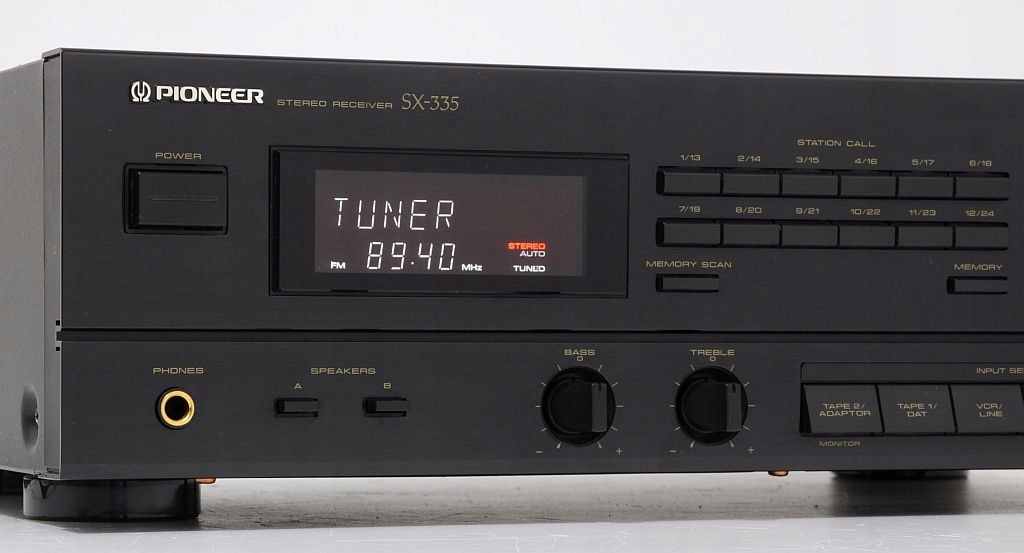 PIONEER STEREO RECEIVER SX-335
POWER
STATION CALL
1/13 2/14 3/15 4/16 5/17 6/18
7/19 8/20 9/21 10/22 11/23 12/24
TUNER
FM 89.40 MHz
STEREO
AUTO
TUNED
MEMORY SCAN
MEMORY
PHONES
SPEAKERS
A B
BASS
0
- +
TREBLE
0
- +
INPUT SE
TAPE 2/
ADAPTOR
TAPE 1/
DAT
VCR/
LINE
MONITOR